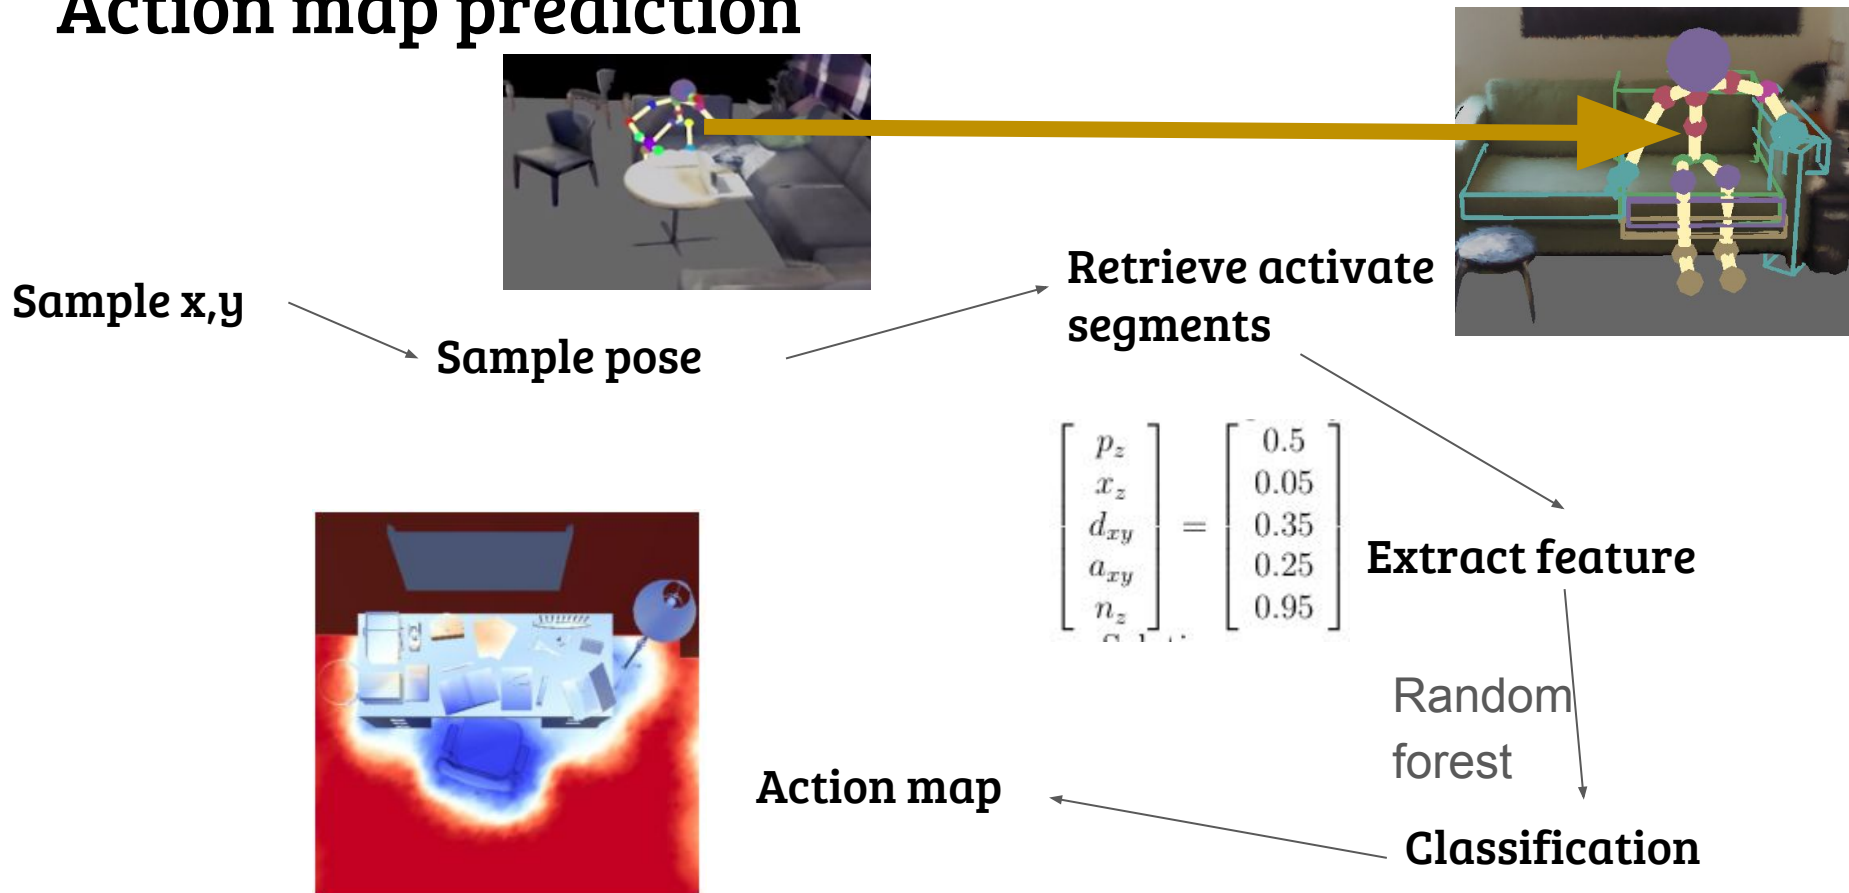 Action map prediction
Sample x,y
Sample pose
Retrieve activate
segments
p_z
x_z
d_xy
a_xy
n_z
=
0.5
0.05
0.35
0.25
0.95
Extract feature
Random
forest
Action map
Classification